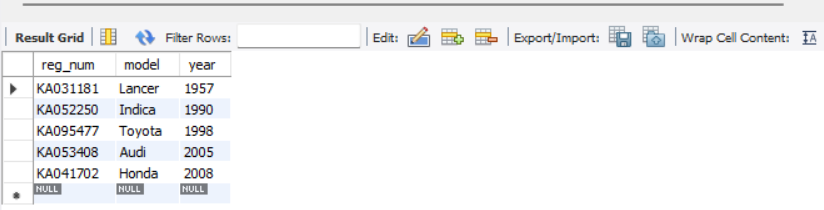 Result Grid Filter Rows: Edit: Export/Import: Wrap Cell Content: IA
reg_num model year
KA031181 Lancer 1957
KA052250 Indica 1990
KA095477 Toyota 1998
KA053408 Audi 2005
KA041702 Honda 2008
NULL NULL NULL